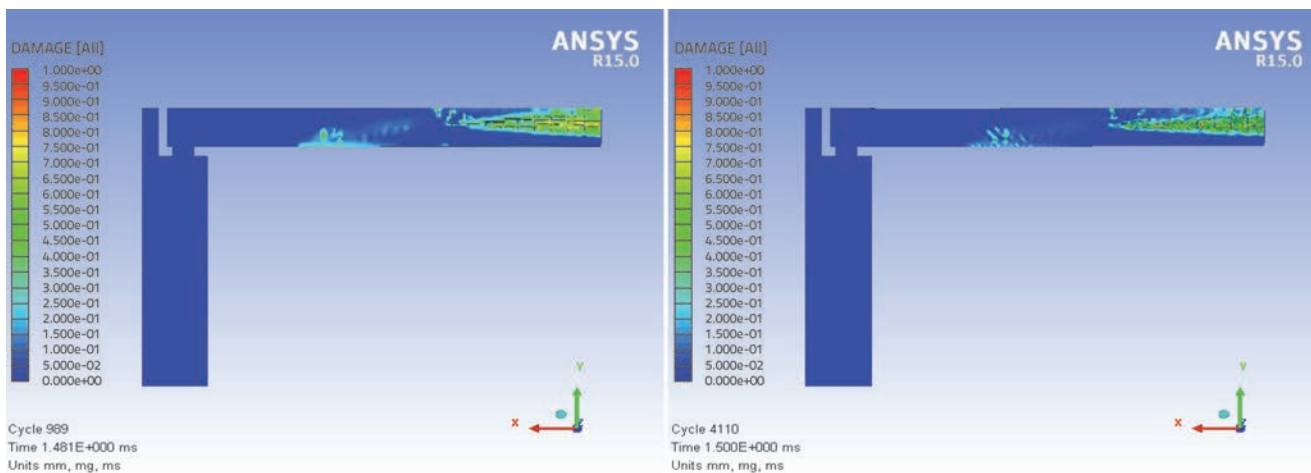 DAMAGE [All]
1.000e+00
9.500e-01
9.000e-01
8.500e-01
8.000e-01
7.500e-01
7.000e-01
6.500e-01
6.000e-01
5.500e-01
5.000e-01
4.500e-01
4.000e-01
3.500e-01
3.000e-01
2.500e-01
2.000e-01
1.500e-01
1.000e-01
5.000e-02
0.000e+00
ANSYS
R15.0
Y
X
Z
Cycle 989
Time 1.481E+000 ms
Units mm, mg, ms
DAMAGE [All]
1.000e+00
9.500e-01
9.000e-01
8.500e-01
8.000e-01
7.500e-01
7.000e-01
6.500e-01
6.000e-01
5.500e-01
5.000e-01
4.500e-01
4.000e-01
3.500e-01
3.000e-01
2.500e-01
2.000e-01
1.500e-01
1.000e-01
5.000e-02
0.000e+00
ANSYS
R15.0
Y
X
Z
Cycle 4110
Time 1.500E+000 ms
Units mm, mg, ms